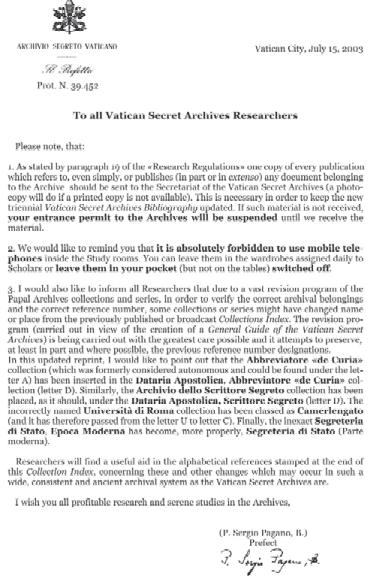 ARCHIVIO SEGRETO VATICANO
Vatican City, July 15, 2003
Il Prefetto
Prot. N. 39.452
To all Vatican Secret Archives Researchers
Please note, that:
1. As stated by paragraph 19 of the «Research Regulations» one copy of every publication
which refers to, even simply, or publishes (in part or in extenso) any document belonging
to the Archive should be sent to the Secretariat of the Vatican Secret Archives (a photo-
copy will do if a printed copy is not available). This is necessary in order to keep the new
triennial Vatican Secret Archives Bibliography updated. If such material is not received,
your entrance permit to the Archives will be suspended until we receive the
material.
2. We would like to remind you that it is absolutely forbidden to use mobile tele-
phones inside the Study rooms. You can leave them in the wardrobes assigned daily to
Scholars or leave them in your pocket (but not on the tables) switched off.
3. I would also like to inform all Researchers that due to a vast revision program of the
Papal Archives collections and series, in order to verify the correct archival belongings
and the correct reference number, some collections or series might have changed name
or place from the previously published or broadcast Collections Index. The revision pro-
gram (carried out in view of the creation of a General Guide of the Vatican Secret
Archives) is being carried out with the greatest care possible and it attempts to preserve,
at least in part and where possible, the previous reference number designations.
In this updated reprint, I would like to point out that the Abbreviatore «de Curia»
collection (which was formerly considered autonomous and could be found under the let-
ter A) has been inserted in the Dataria Apostolica, Abbreviatore «de Curia» col-
lection (letter D). Similarly, the Archivio dello Scrittore Segreto collection has been
placed, as it should, under the Dataria Apostolica, Scrittore Segreto (letter D). The
incorrectly named Università di Roma collection has been classed as Camerlengato
(and it has therefore passed from the letter U to letter C). Finally, the inexact Segreteria
di Stato, Epoca Moderna has become, more properly, Segreteria di Stato (Parte
moderna).
Researchers will find a useful aid in the alphabetical references stamped at the end of
this Collection Index, concerning these and other changes which may occur in such a
wide, consistent and ancient archival system as the Vatican Secret Archives are.
I wish you all profitable research and serene studies in the Archives,
(P. Sergio Pagano, B.)
Prefect
P. Sergio Pagano, B.